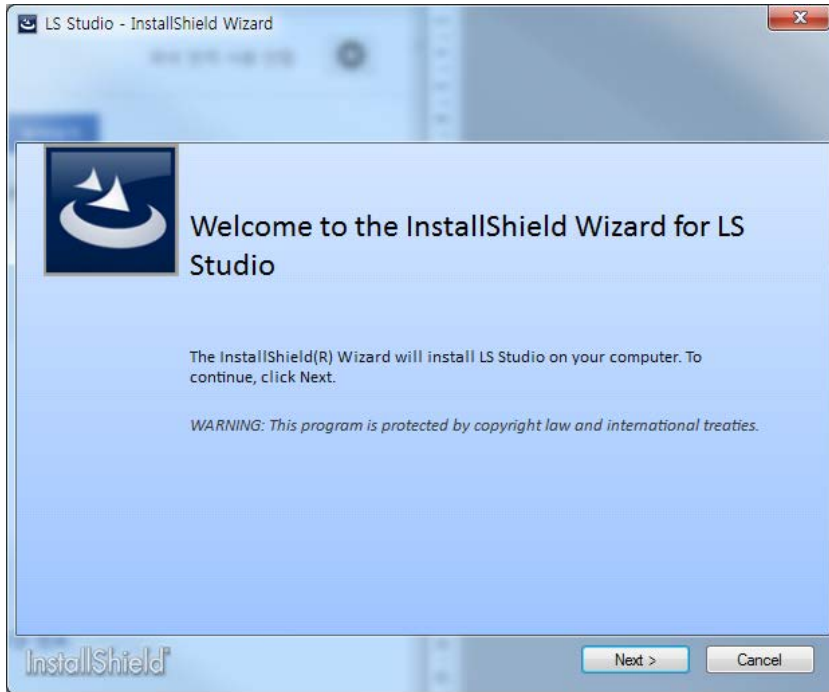 LS Studio - InstallShield Wizard
Welcome to the InstallShield Wizard for LS
Studio
The InstallShield(R) Wizard will install LS Studio on your computer. To
continue, click Next.
WARNING: This program is protected by copyright law and international treaties.
InstallShield
Next >
Cancel